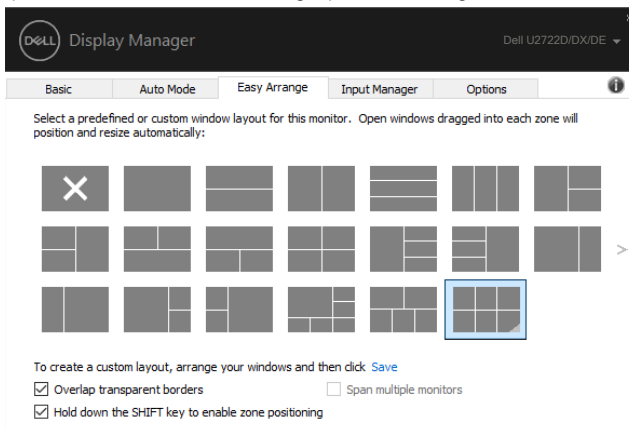 DELL Display Manager
Dell U2722D/DX/DE
Basic Auto Mode Easy Arrange Input Manager Options
Select a predefined or custom window layout for this monitor. Open windows dragged into each zone will
position and resize automatically:
To create a custom layout, arrange your windows and then click Save
Overlap transparent borders
Span multiple monitors
Hold down the SHIFT key to enable zone positioning